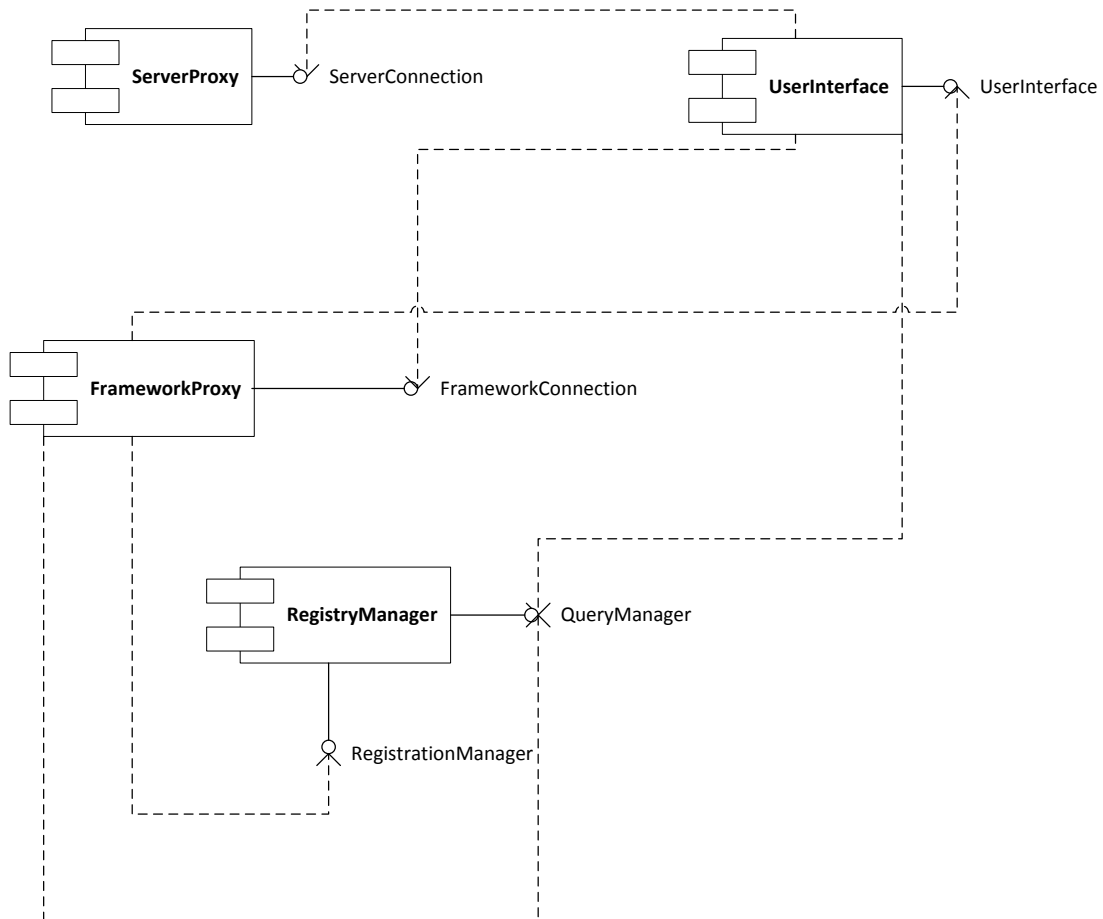 ServerProxy
ServerConnection
UserInterface
UserInterface
FrameworkProxy
FrameworkConnection
RegistryManager
QueryManager
RegistrationManager